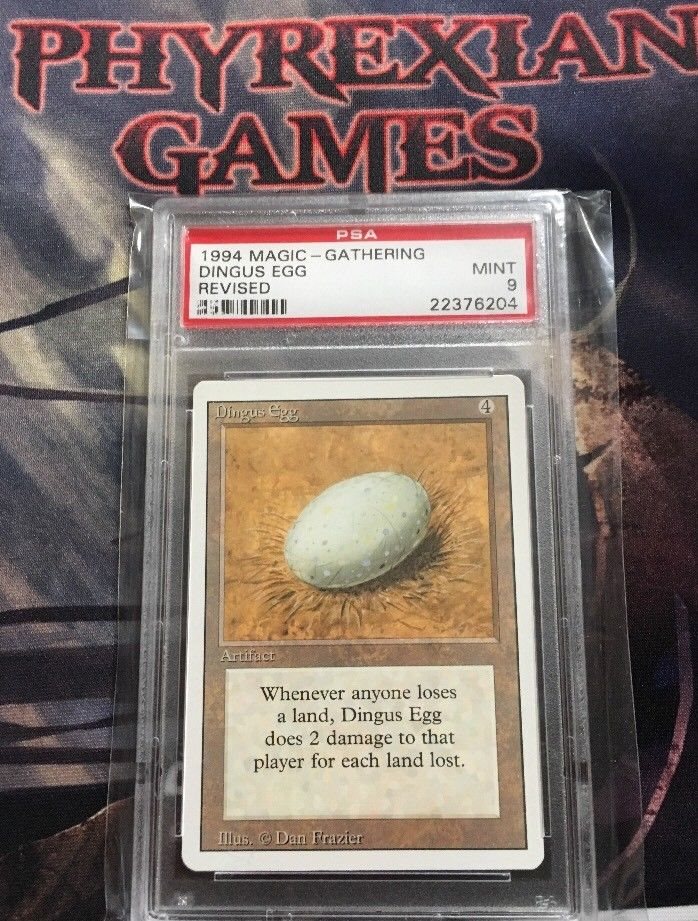 PHYREXIAN
GAMES
PSA
1994 MAGIC - GATHERING
DINGUS EGG MINT
REVISED 9
22376204
Dingus Egg 4
Artifact
Whenever anyone loses
a land, Dingus Egg
does 2 damage to that
player for each land lost.
Illus. © Dan Frazier